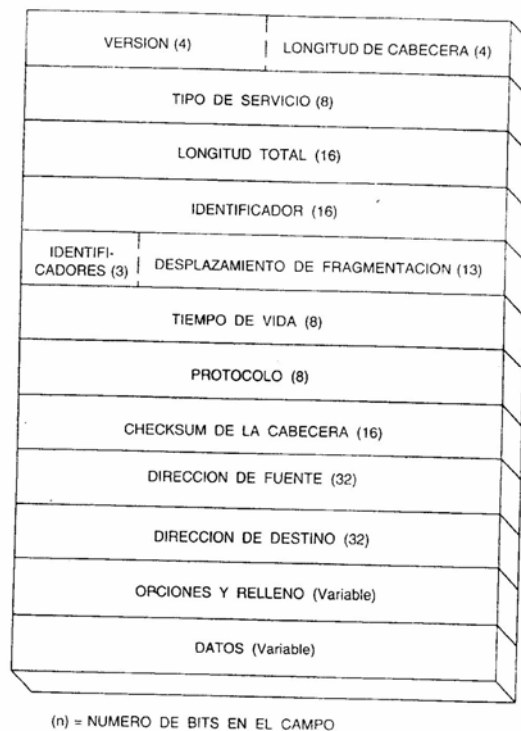 VERSION (4)
LONGITUD DE CABECERA (4)
TIPO DE SERVICIO (8)
LONGITUD TOTAL (16)
IDENTIFICADOR (16)
IDENTIFI-
CADORES (3)
DESPLAZAMIENTO DE FRAGMENTACION (13)
TIEMPO DE VIDA (8)
PROTOCOLO (8)
CHECKSUM DE LA CABECERA (16)
DIRECCION DE FUENTE (32)
DIRECCION DE DESTINO (32)
OPCIONES Y RELLENO (Variable)
DATOS (Variable)
(n) = NUMERO DE BITS EN EL CAMPO